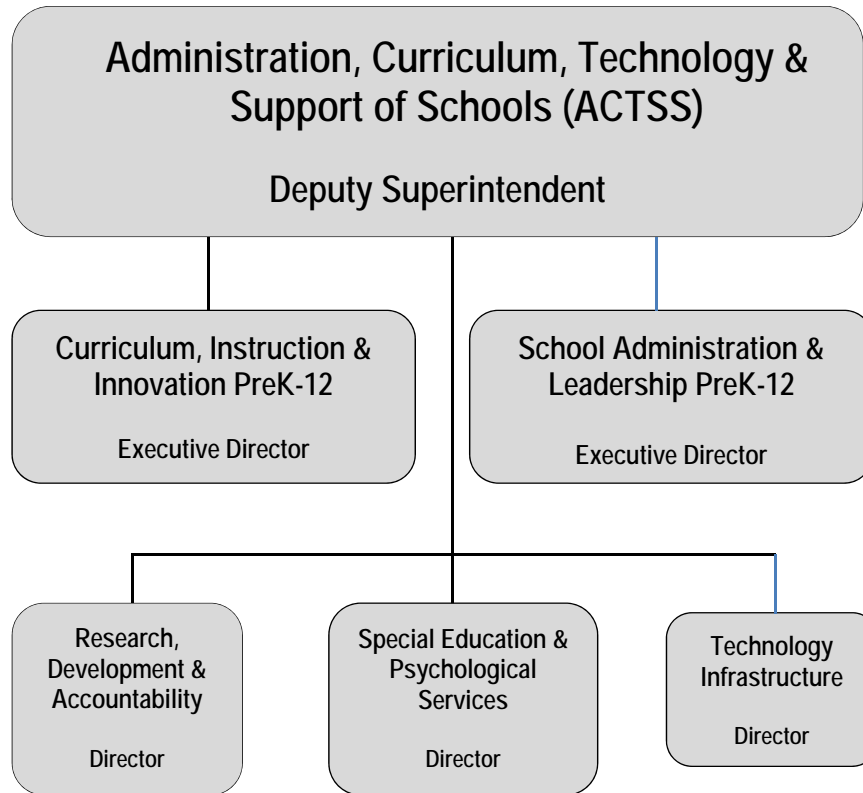 Administration, Curriculum, Technology &
Support of Schools (ACTSS)
Deputy Superintendent
Curriculum, Instruction &
Innovation PreK-12
Executive Director
School Administration &
Leadership PreK-12
Executive Director
Research,
Development &
Accountability
Director
Special Education &
Psychological
Services
Director
Technology
Infrastructure
Director